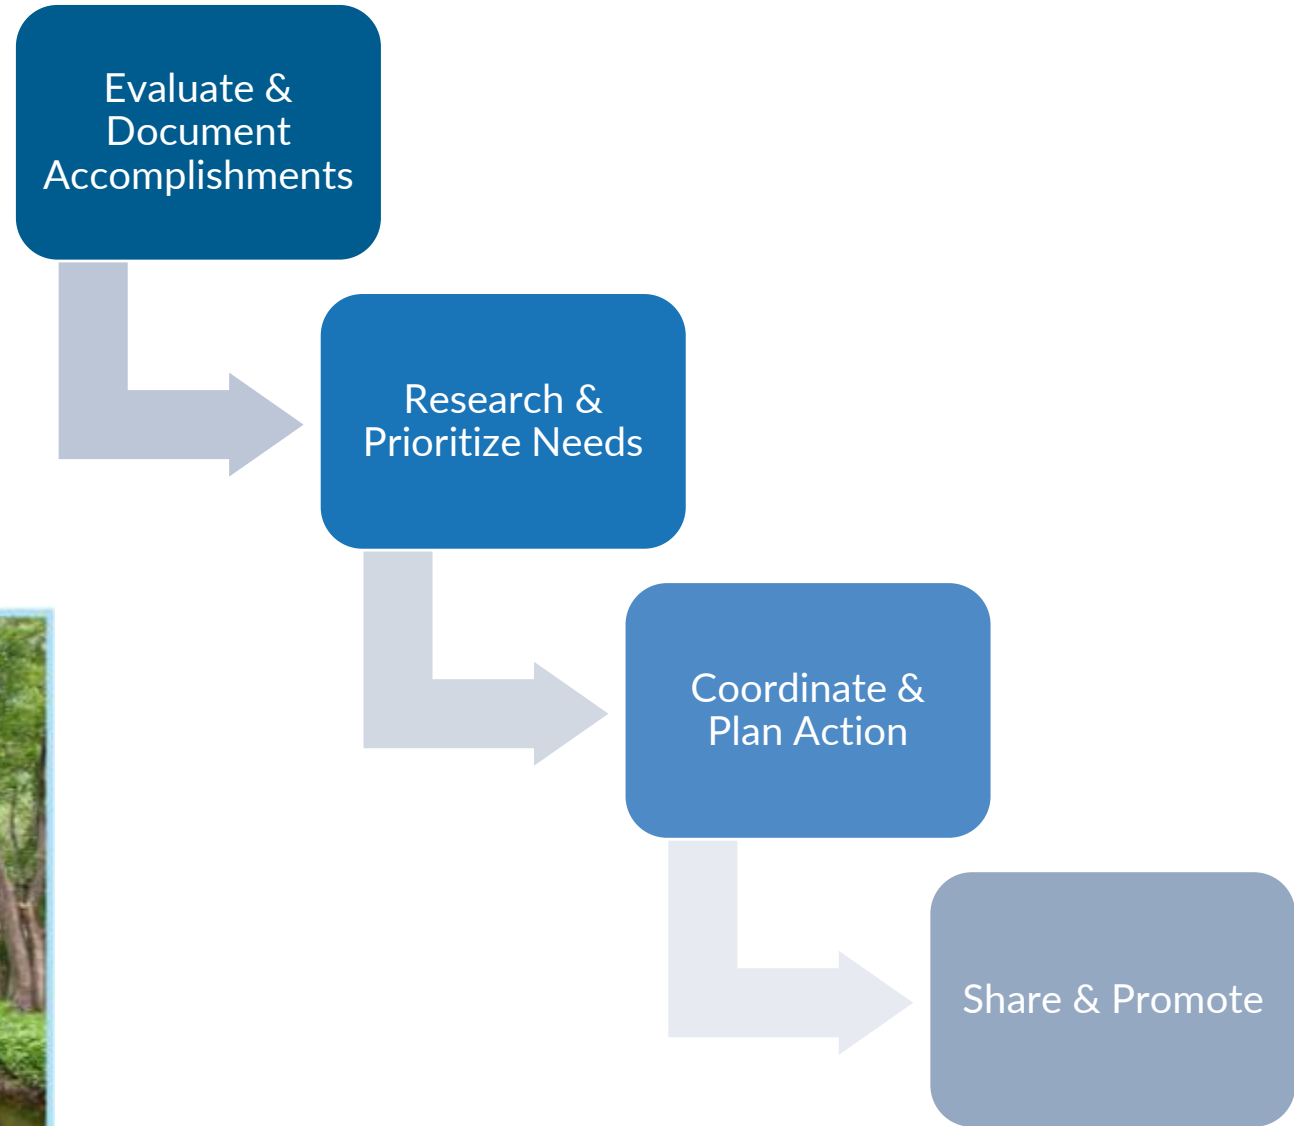 Evaluate &
Document
Accomplishments
Research &
Prioritize Needs
Coordinate &
Plan Action
Share & Promote